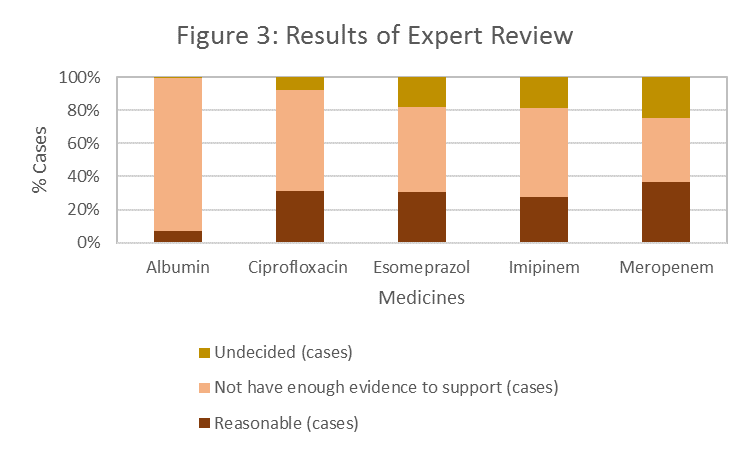 Figure 3: Results of Expert Review
100%
80%
60%
40%
20%
0%
% Cases
Albumin
Ciprofloxacin
Esomeprazol
Imipinem
Meropenem
Medicines
Undecided (cases)
Not have enough evidence to support (cases)
Reasonable (cases)